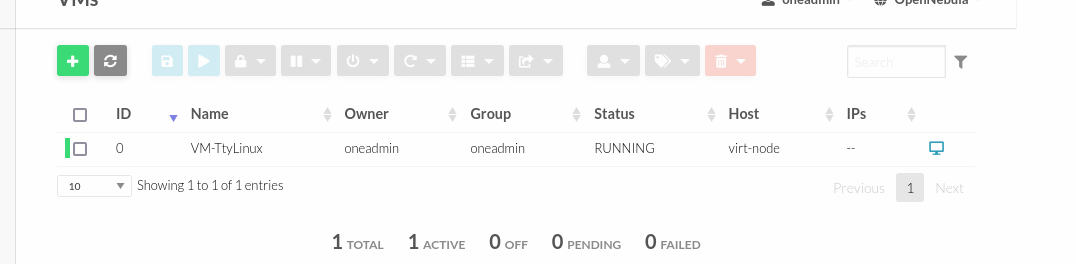 VMs oneadmin OpenNebula
Search
ID Name Owner Group Status Host IPs
0 VM-TtyLinux oneadmin oneadmin RUNNING virt-node --
10 Showing 1 to 1 of 1 entries Previous 1 Next
1 TOTAL 1 ACTIVE 0 OFF 0 PENDING 0 FAILED